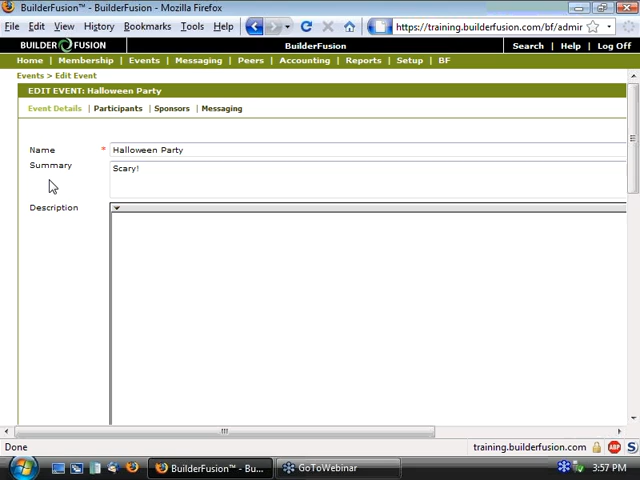 BuilderFusion™ - BuilderFusion - Mozilla Firefox
File Edit View History Bookmarks Tools Help
https://training.builderfusion.com/bf/admir
BUILDER FUSION BuilderFusion Search | Help | Log Off
Home | Membership | Events | Messaging | Peers | Accounting | Reports | Setup | BF
Events > Edit Event
EDIT EVENT: Halloween Party
Event Details | Participants | Sponsors | Messaging
Name * Halloween Party
Summary Scary!
Description
Done training.builderfusion.com ABP S
BuilderFusion™ - Bu... GoToWebinar 3:57 PM